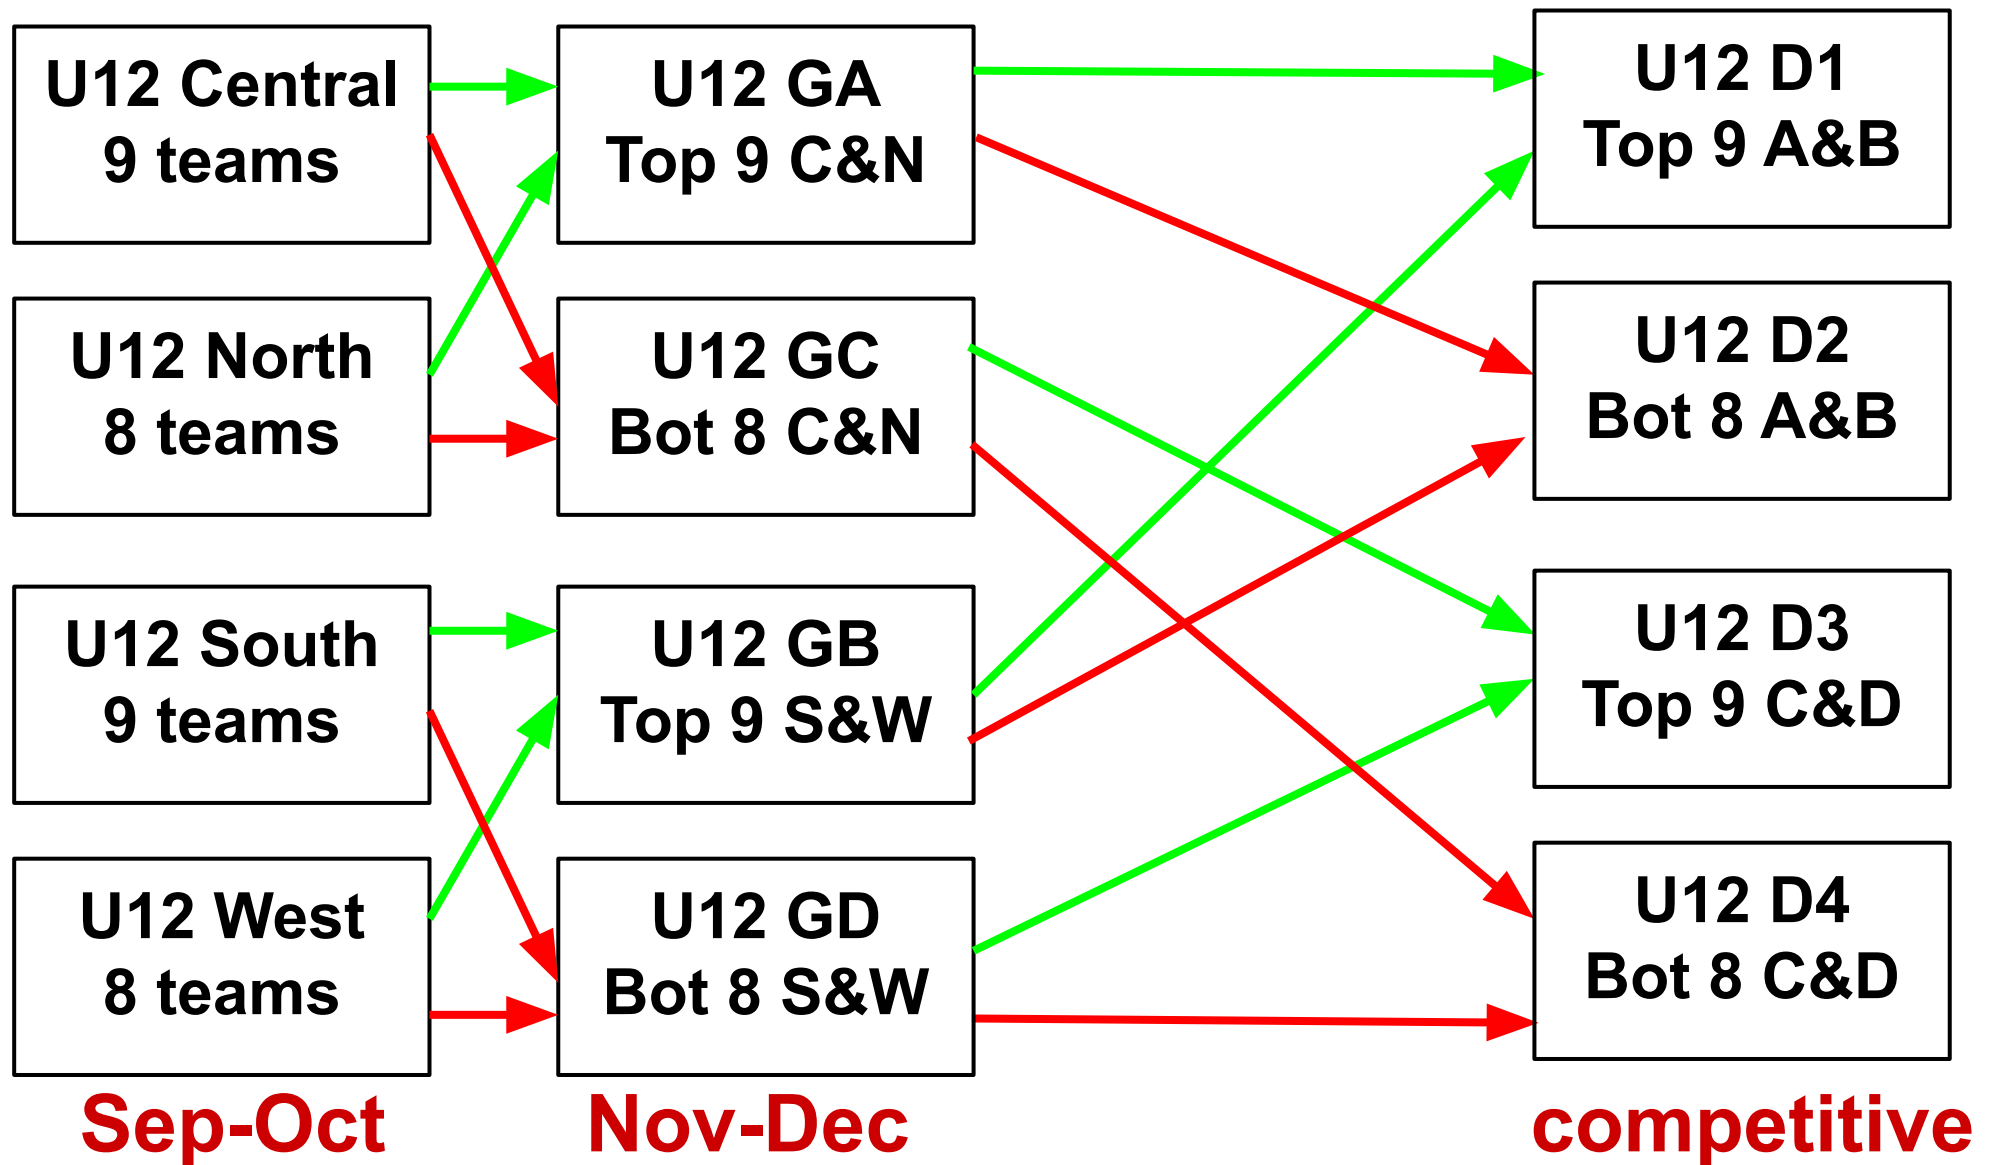 U12 Central
9 teams
U12 North
8 teams
U12 South
9 teams
U12 West
8 teams
Sep-Oct
U12 GA
Top 9 C&N
U12 GC
Bot 8 C&N
U12 GB
Top 9 S&W
U12 GD
Bot 8 S&W
Nov-Dec
U12 D1
Top 9 A&B
U12 D2
Bot 8 A&B
U12 D3
Top 9 C&D
U12 D4
Bot 8 C&D
competitive